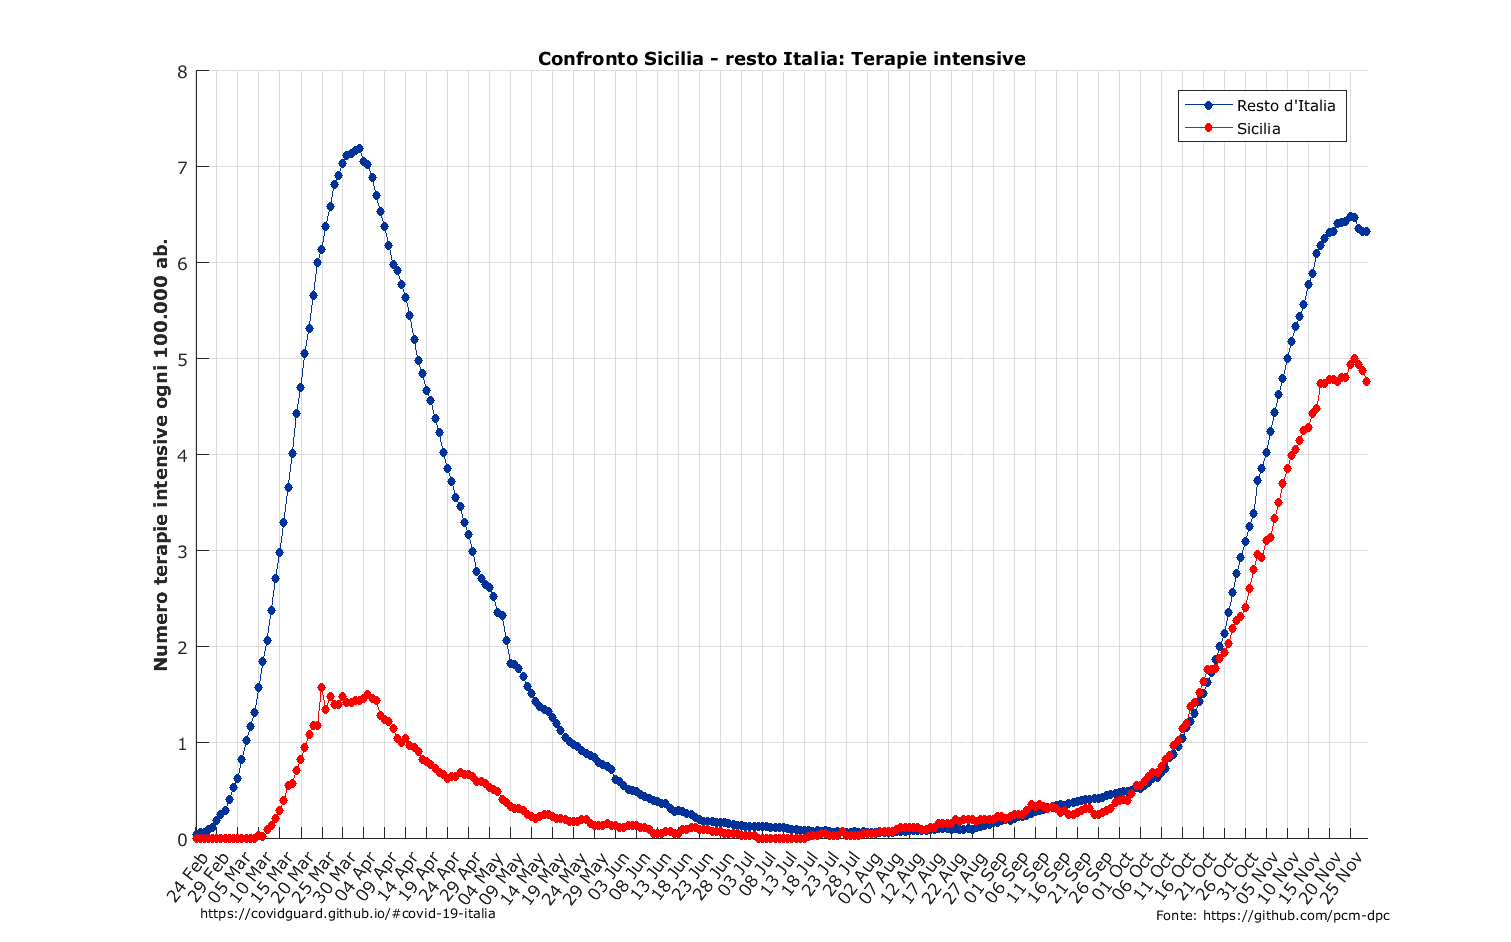 Confronto Sicilia - resto Italia: Terapie intensive
Resto d'Italia
Sicilia
Numero terapie intensive ogni 100.000 ab.
8
7
6
5
4
3
2
1
0
24 Feb
29 Feb
05 Mar
10 Mar
15 Mar
20 Mar
25 Mar
30 Mar
04 Apr
09 Apr
14 Apr
19 Apr
24 Apr
29 Apr
04 May
09 May
14 May
19 May
24 May
29 May
03 Jun
08 Jun
13 Jun
18 Jun
23 Jun
28 Jun
03 Jul
08 Jul
13 Jul
18 Jul
23 Jul
28 Jul
02 Aug
07 Aug
12 Aug
17 Aug
22 Aug
27 Aug
01 Sep
06 Sep
11 Sep
16 Sep
21 Sep
26 Sep
01 Oct
06 Oct
11 Oct
16 Oct
21 Oct
26 Oct
31 Oct
05 Nov
10 Nov
15 Nov
20 Nov
25 Nov
https://covidguard.github.io/#covid-19-italia
Fonte: https://github.com/pcm-dpc